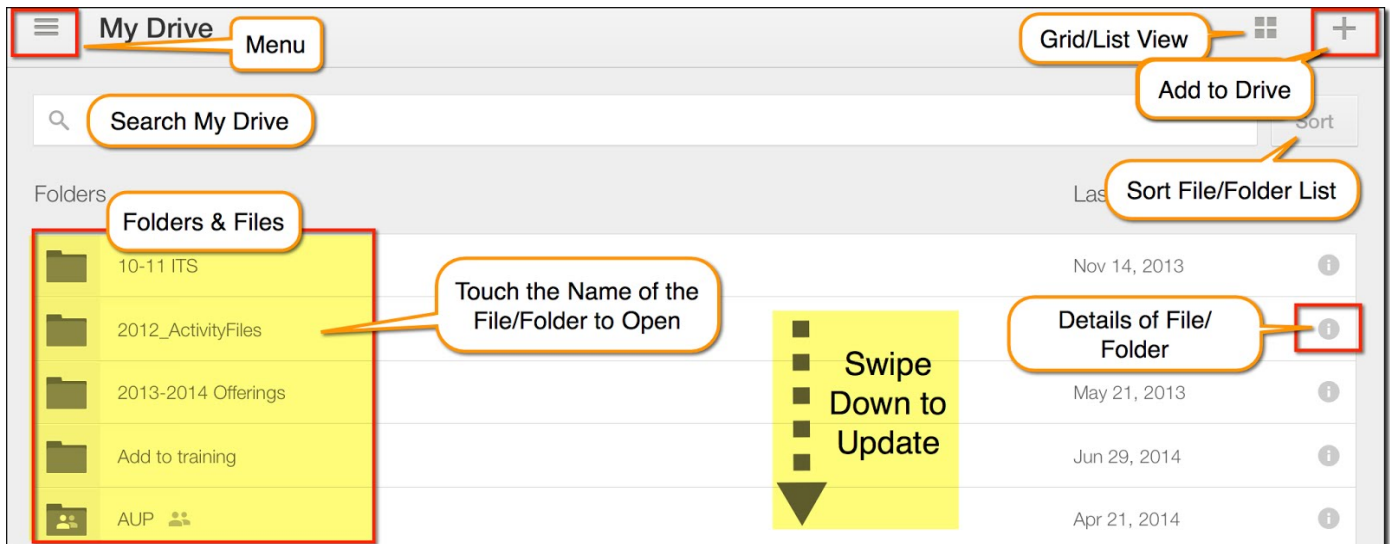 My Drive
Menu
Grid/List View
Add to Drive
Search My Drive
Sort
Folders
Las
Sort File/Folder List
Folders & Files
10-11 ITS
Nov 14, 2013
Touch the Name of the
File/Folder to Open
2012_ActivityFiles
Details of File/
Folder
2013-2014 Offerings
May 21, 2013
Swipe
Down to
Update
Add to training
Jun 29, 2014
AUP
Apr 21, 2014